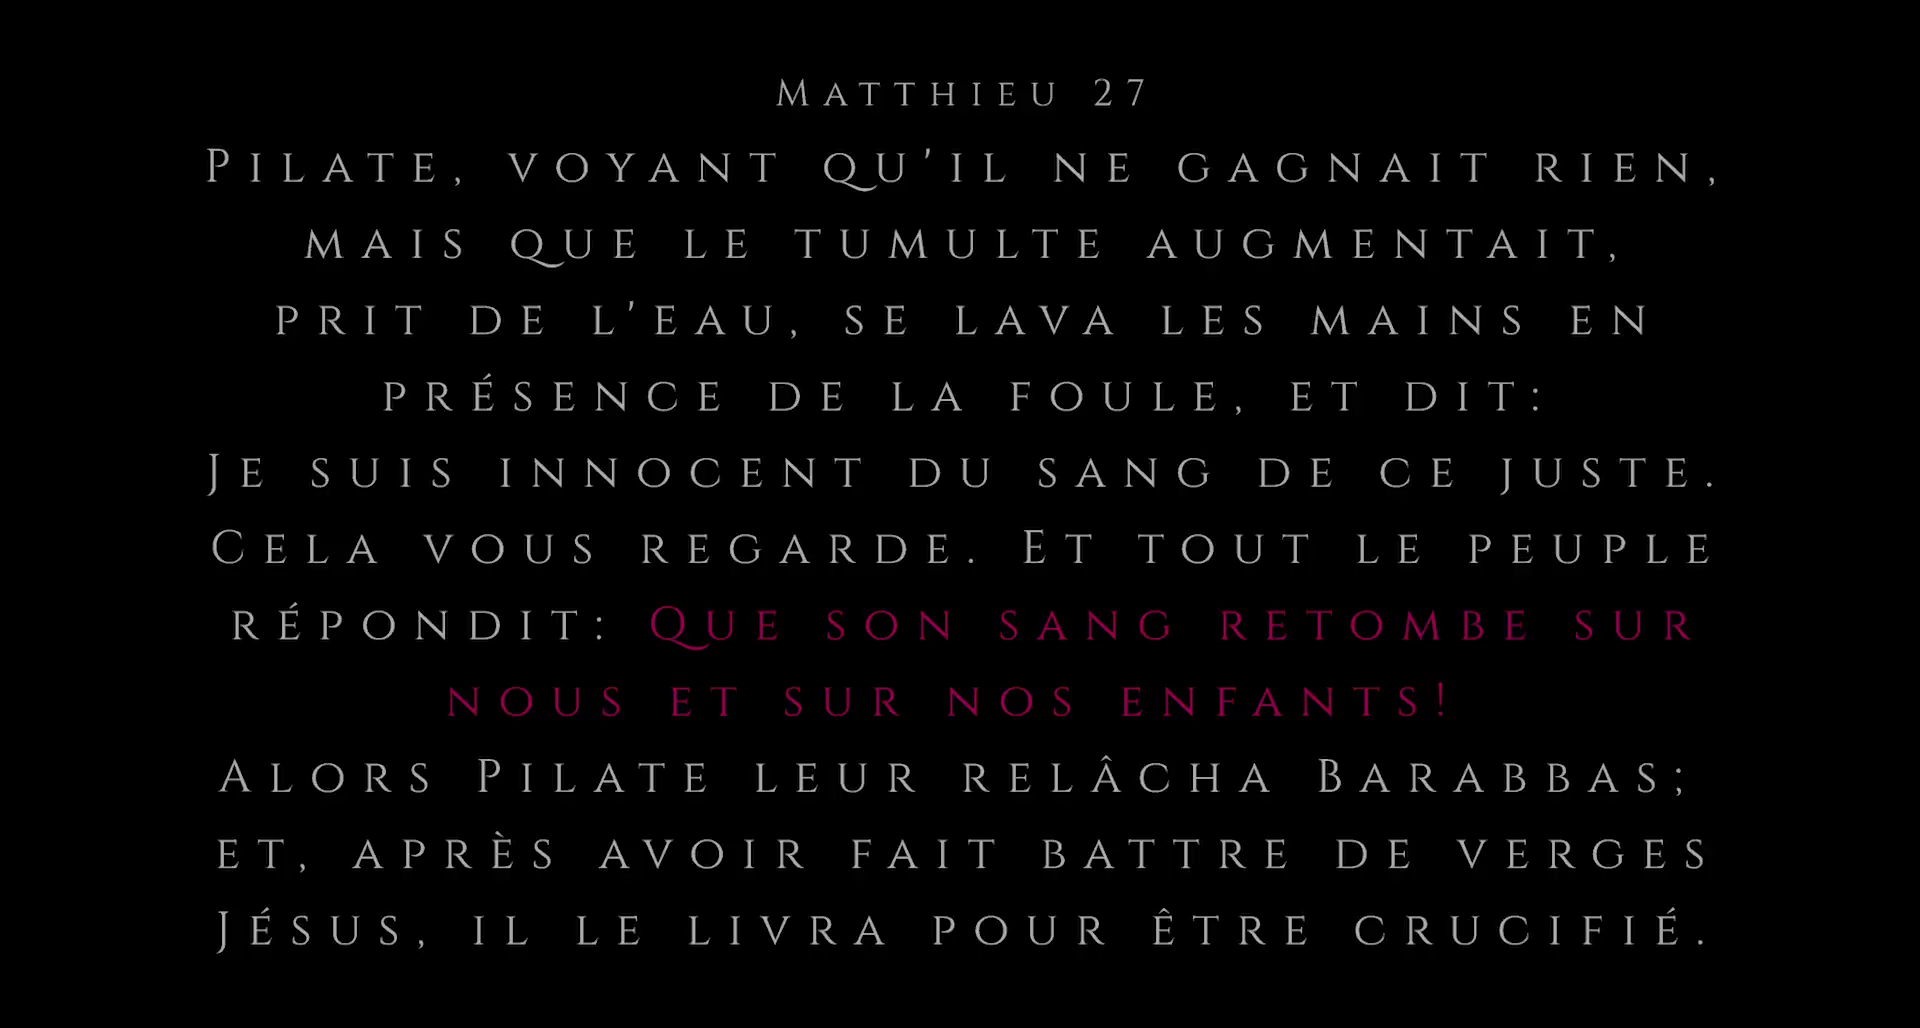 Matthieu 27
Pilate, voyant qu'il ne gagnait rien,
mais que le tumulte augmentait,
prit de l'eau, se lava les mains en
présence de la foule, et dit:
Je suis innocent du sang de ce juste.
Cela vous regarde. Et tout le peuple
répondit: Que son sang retombe sur
nous et sur nos enfants!
Alors Pilate leur relâcha Barabbas;
et, après avoir fait battre de verges
Jésus, il le livra pour être crucifié.